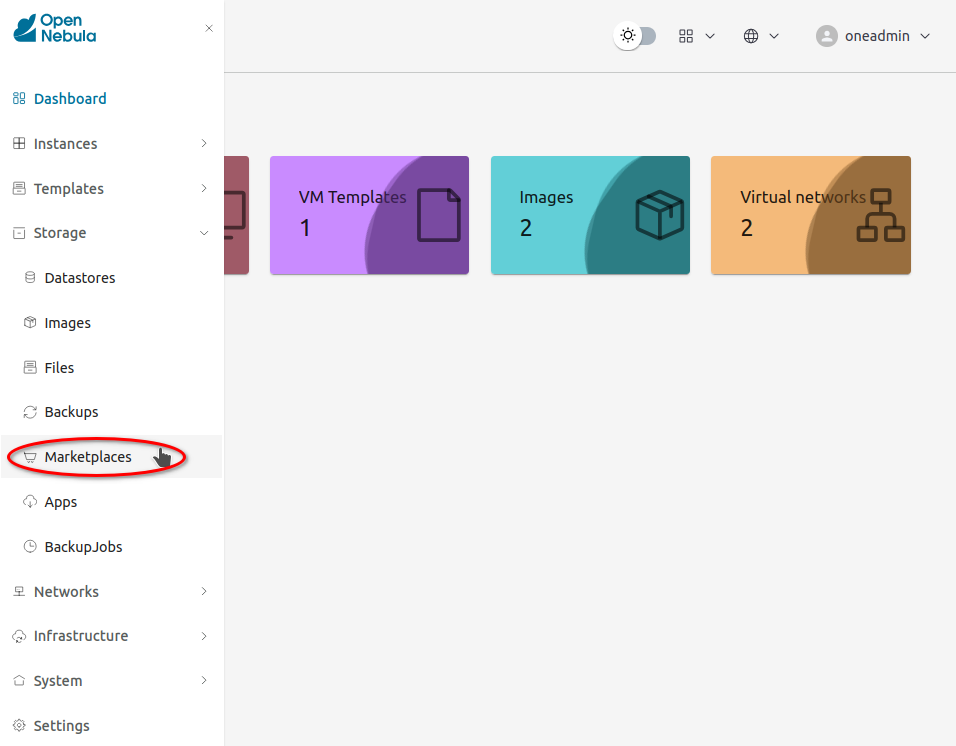 Open
Nebula
oneadmin
Dashboard
Instances
Templates
Storage
Datastores
Images
Files
Backups
Marketplaces
Apps
BackupJobs
Networks
Infrastructure
System
Settings
VM Templates
1
Images
2
Virtual networks
2